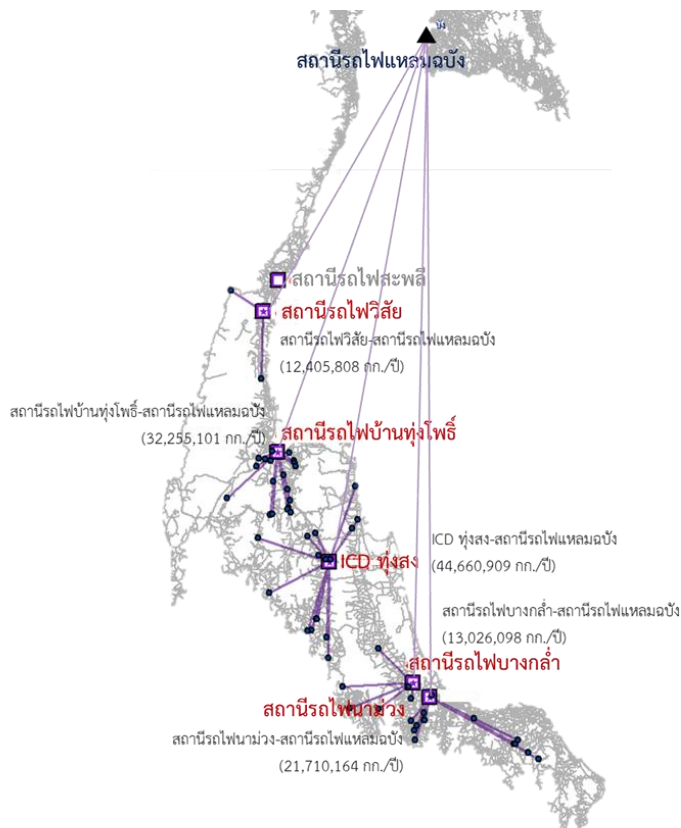 บัง
สถานีรถไฟแหลมฉบัง
สถานีรถไฟสะพลี
สถานีรถไฟวิสัย
สถานีรถไฟวิสัย-สถานีรถไฟแหลมฉบัง
(12,405,808 กก./ปี)
สถานีรถไฟบ้านทุ่งโพธิ์-สถานีรถไฟแหลมฉบัง
(32,255,101 กก./ปี)
สถานีรถไฟบ้านทุ่งโพธิ์
ICD ทุ่งสง-สถานีรถไฟแหลมฉบัง
(44,660,909 กก./ปี)
ICD ทุ่งสง
สถานีรถไฟบางกล่ำ-สถานีรถไฟแหลมฉบัง
(13,026,098 กก./ปี)
สถานีรถไฟบางกล่ำ
สถานีรถไฟนาม่วง
สถานีรถไฟนาม่วง-สถานีรถไฟแหลมฉบัง
(21,710,164 กก./ปี)